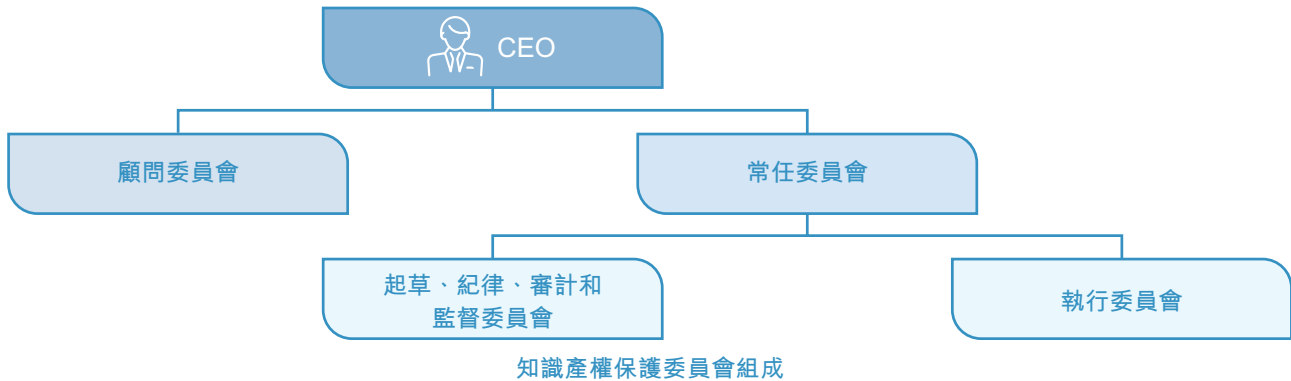 CEO
顧問委員會
常任委員會
起草、紀律、審計和
監督委員會
執行委員會
知識產權保護委員會組成